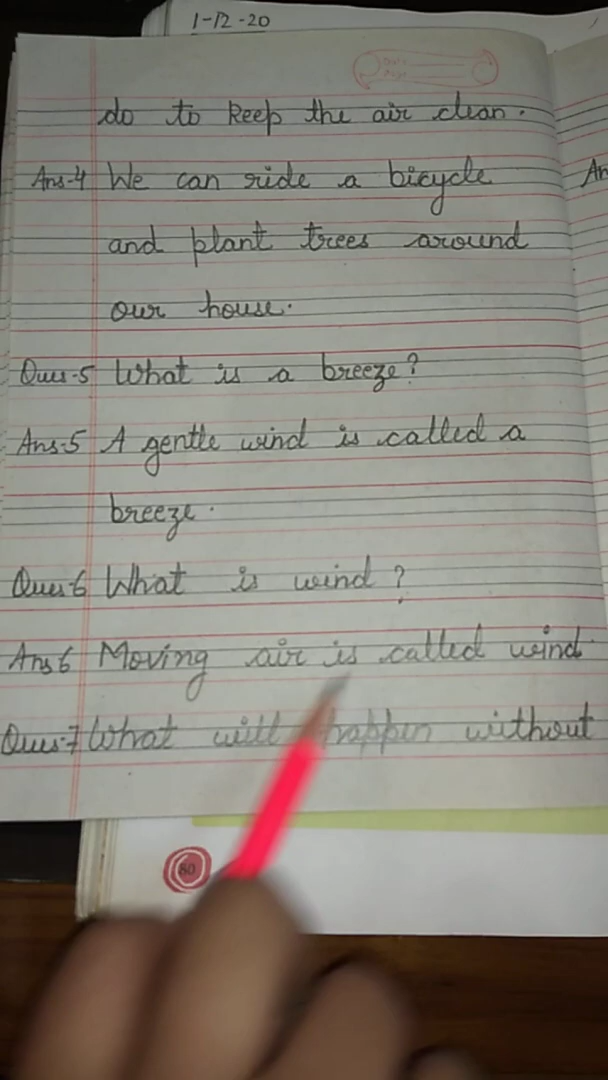 1-12-20
do to keep the air clean.
Ans-4 We can ride a bicycle
and plant trees around
our house.
Ques-5 What is a breeze?
Ans-5 A gentle wind is called a
breeze.
Ques-6 What is wind?
Ans 6 Moving air is called wind.
Ques-7 What will happen without
80